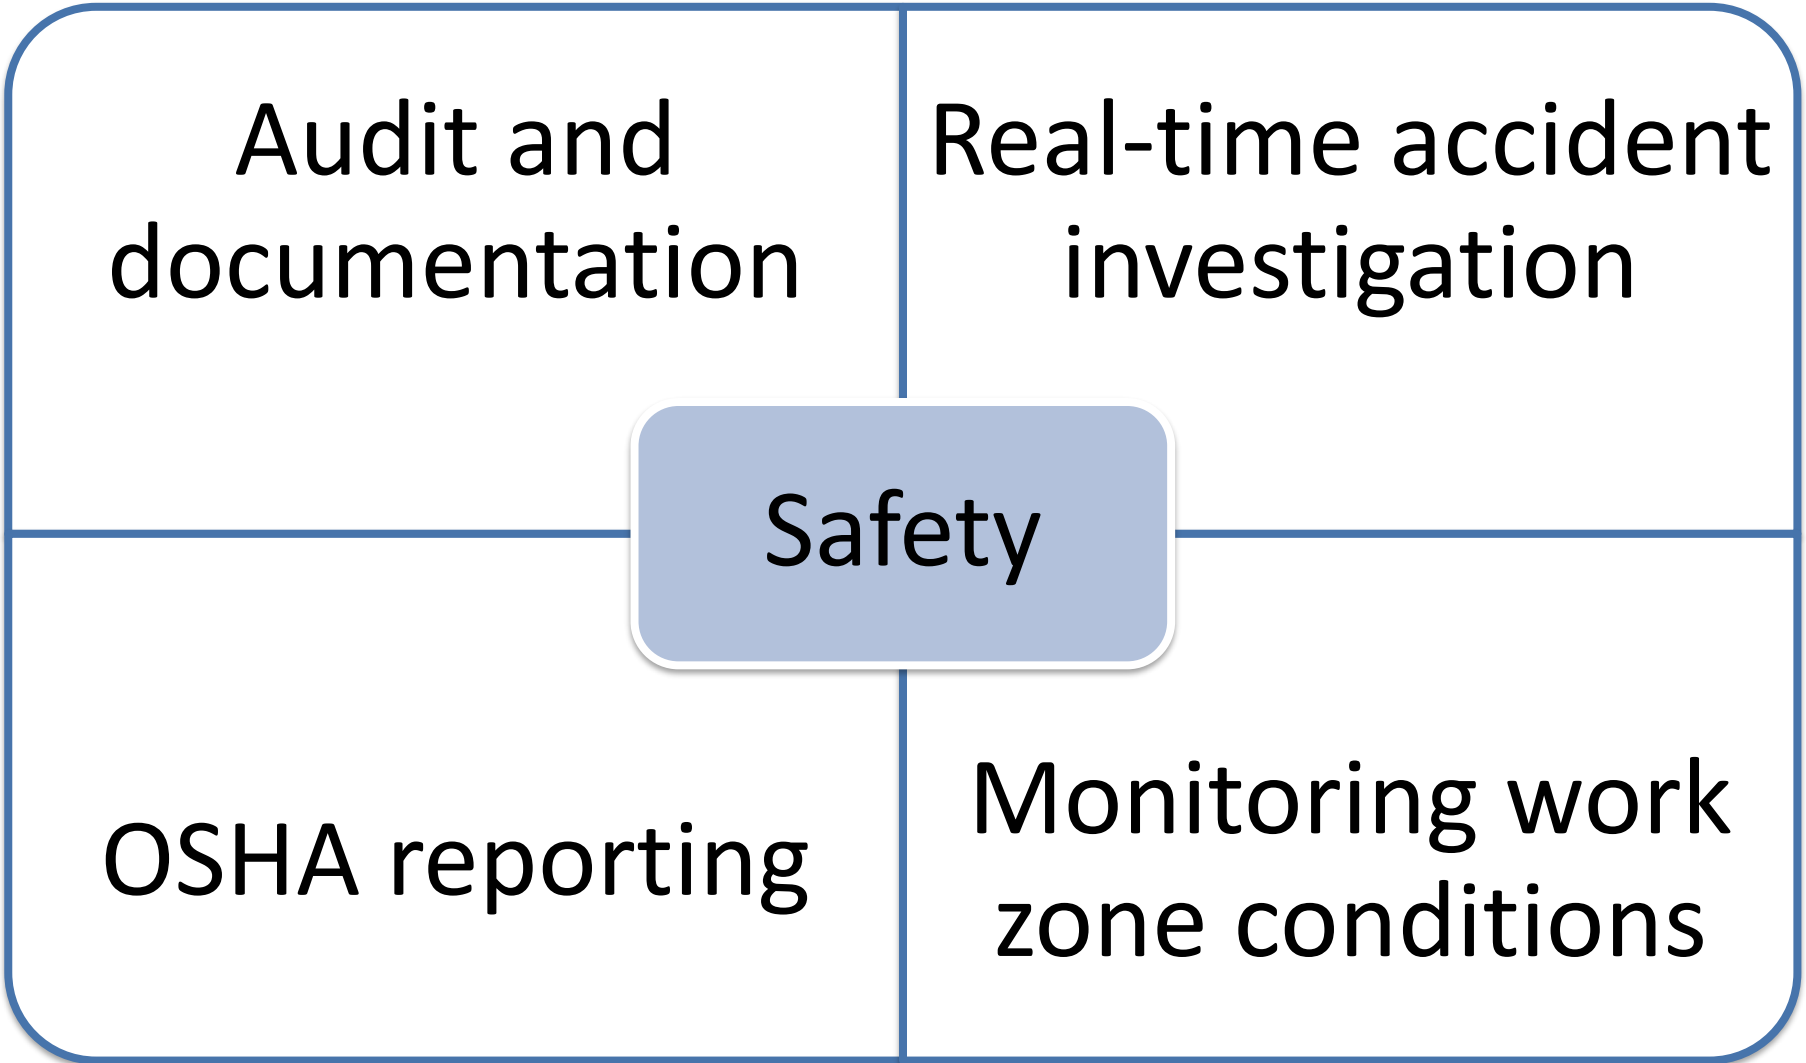 Audit and
documentation
Real-time accident
investigation
Safety
OSHA reporting
Monitoring work
zone conditions